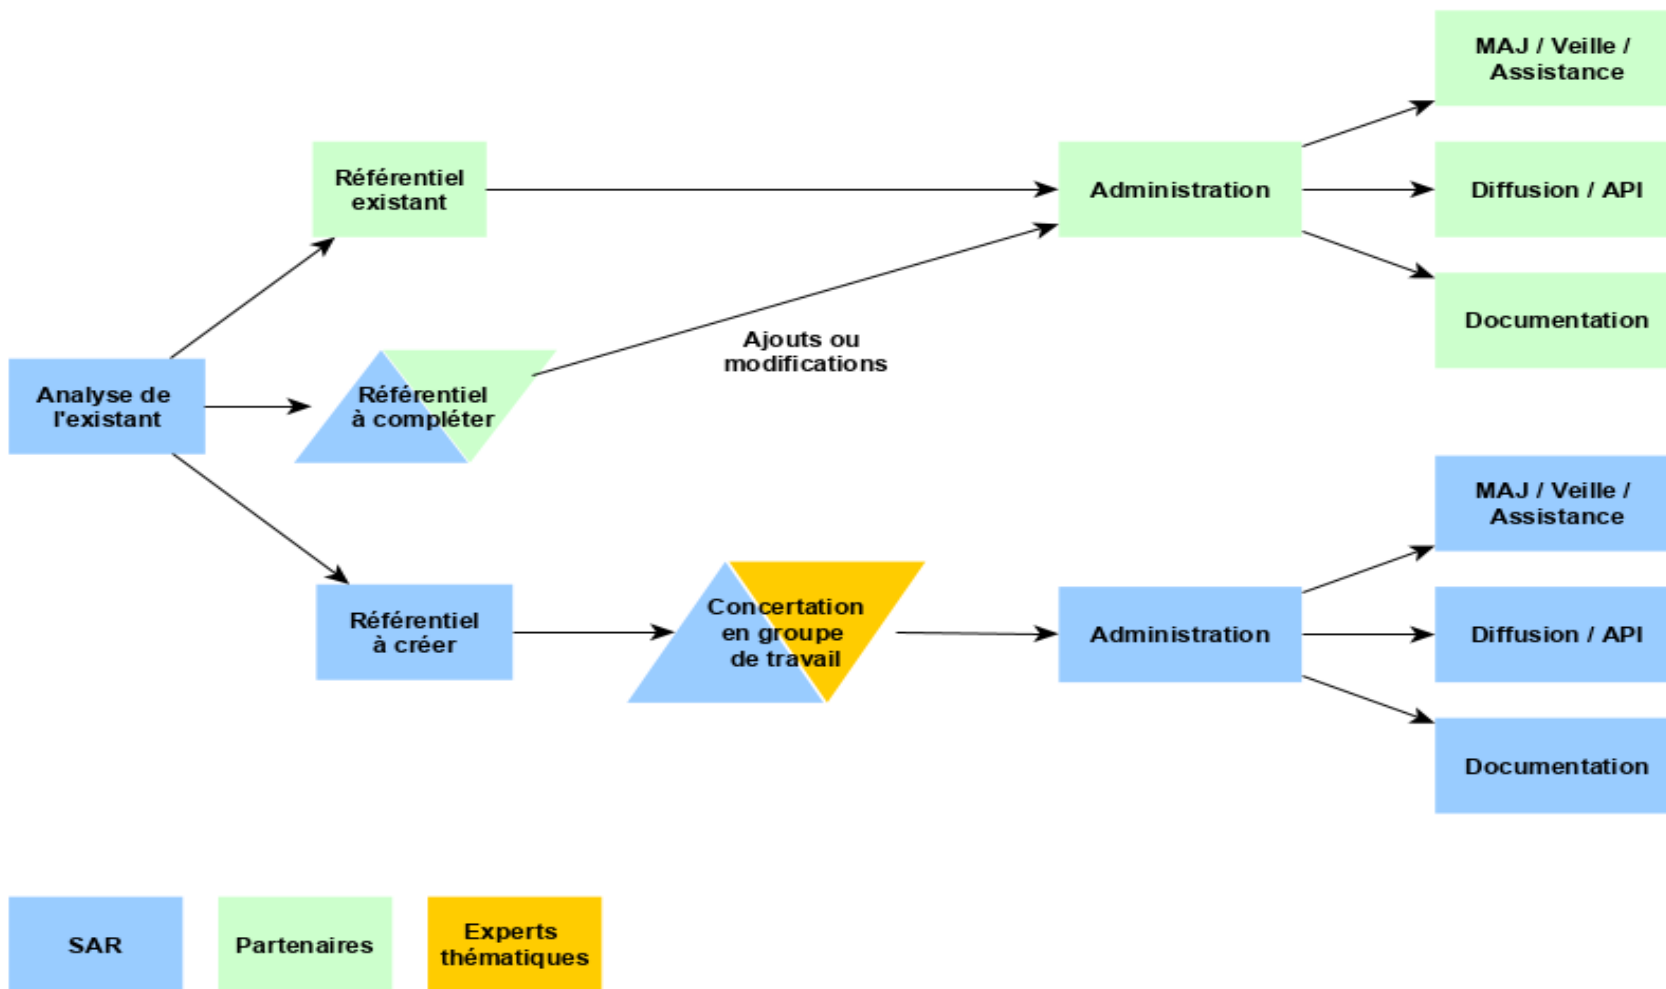 MAJ / Veille /
Assistance
Référentiel
existant
Administration
Diffusion / API
Documentation
Ajouts ou
modifications
Analyse de
l'existant
Référentiel
à compléter
MAJ / Veille /
Assistance
Référentiel
à créer
Concertation
en groupe
de travail
Administration
Diffusion / API
Documentation
SAR
Partenaires
Experts
thématiques